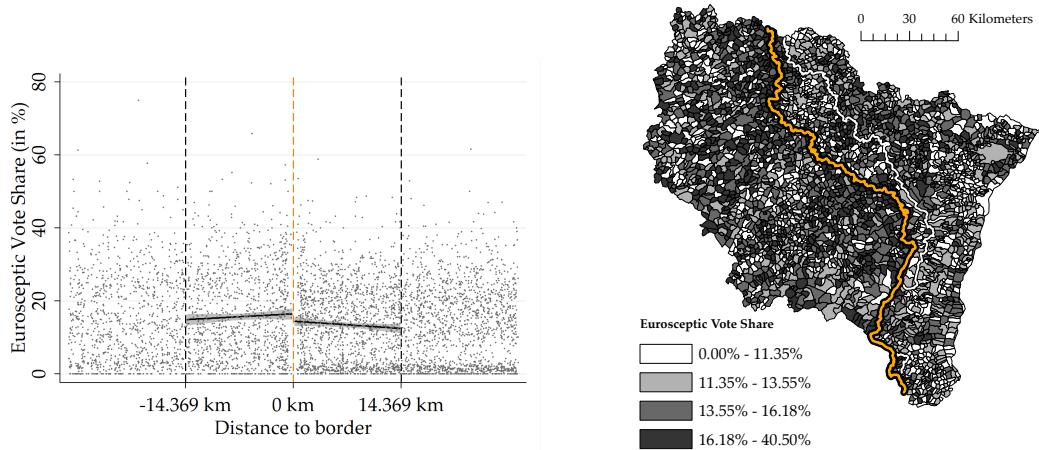 Eurosceptic Vote Share (in %)
80
60
40
20
0
-14.369 km 0 km 14.369 km
Distance to border
0 30 60 Kilometers
Eurosceptic Vote Share
0.00% - 11.35%
11.35% - 13.55%
13.55% - 16.18%
16.18% - 40.50%